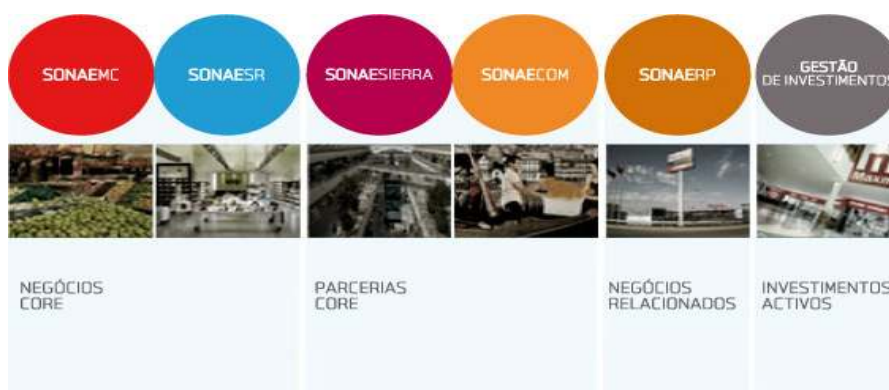 SONAEMC
SONAESR
SONAESIERRA
SONAECOM
SONAERP
GESTÃO
DE INVESTIMENTOS
NEGÓCIOS
CORE
PARCERIAS
CORE
NEGÓCIOS
RELACIONADOS
INVESTIMENTOS
ACTIVOS